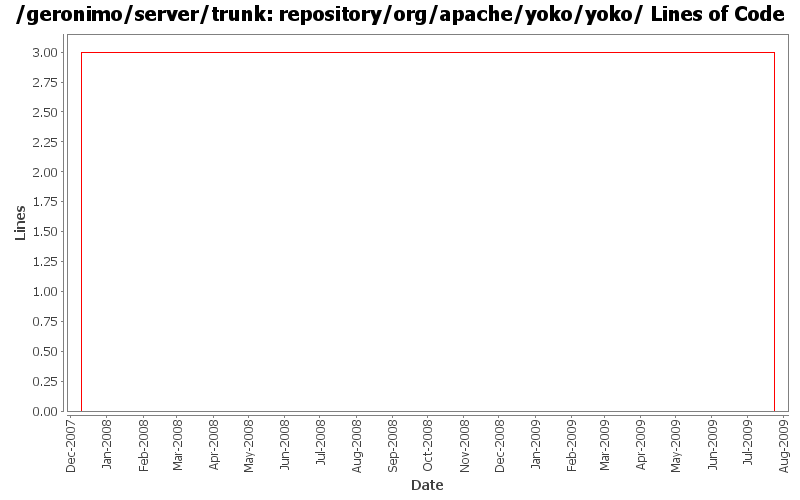 /geronimo/server/trunk: repository/org/apache/yoko/yoko/ Lines of Code
Lines
3.00
2.75
2.50
2.25
2.00
1.75
1.50
1.25
1.00
0.75
0.50
0.25
0.00
Dec-2007
Jan-2008
Feb-2008
Mar-2008
Apr-2008
May-2008
Jun-2008
Jul-2008
Aug-2008
Sep-2008
Oct-2008
Nov-2008
Dec-2008
Jan-2009
Feb-2009
Mar-2009
Apr-2009
May-2009
Jun-2009
Jul-2009
Aug-2009
Date